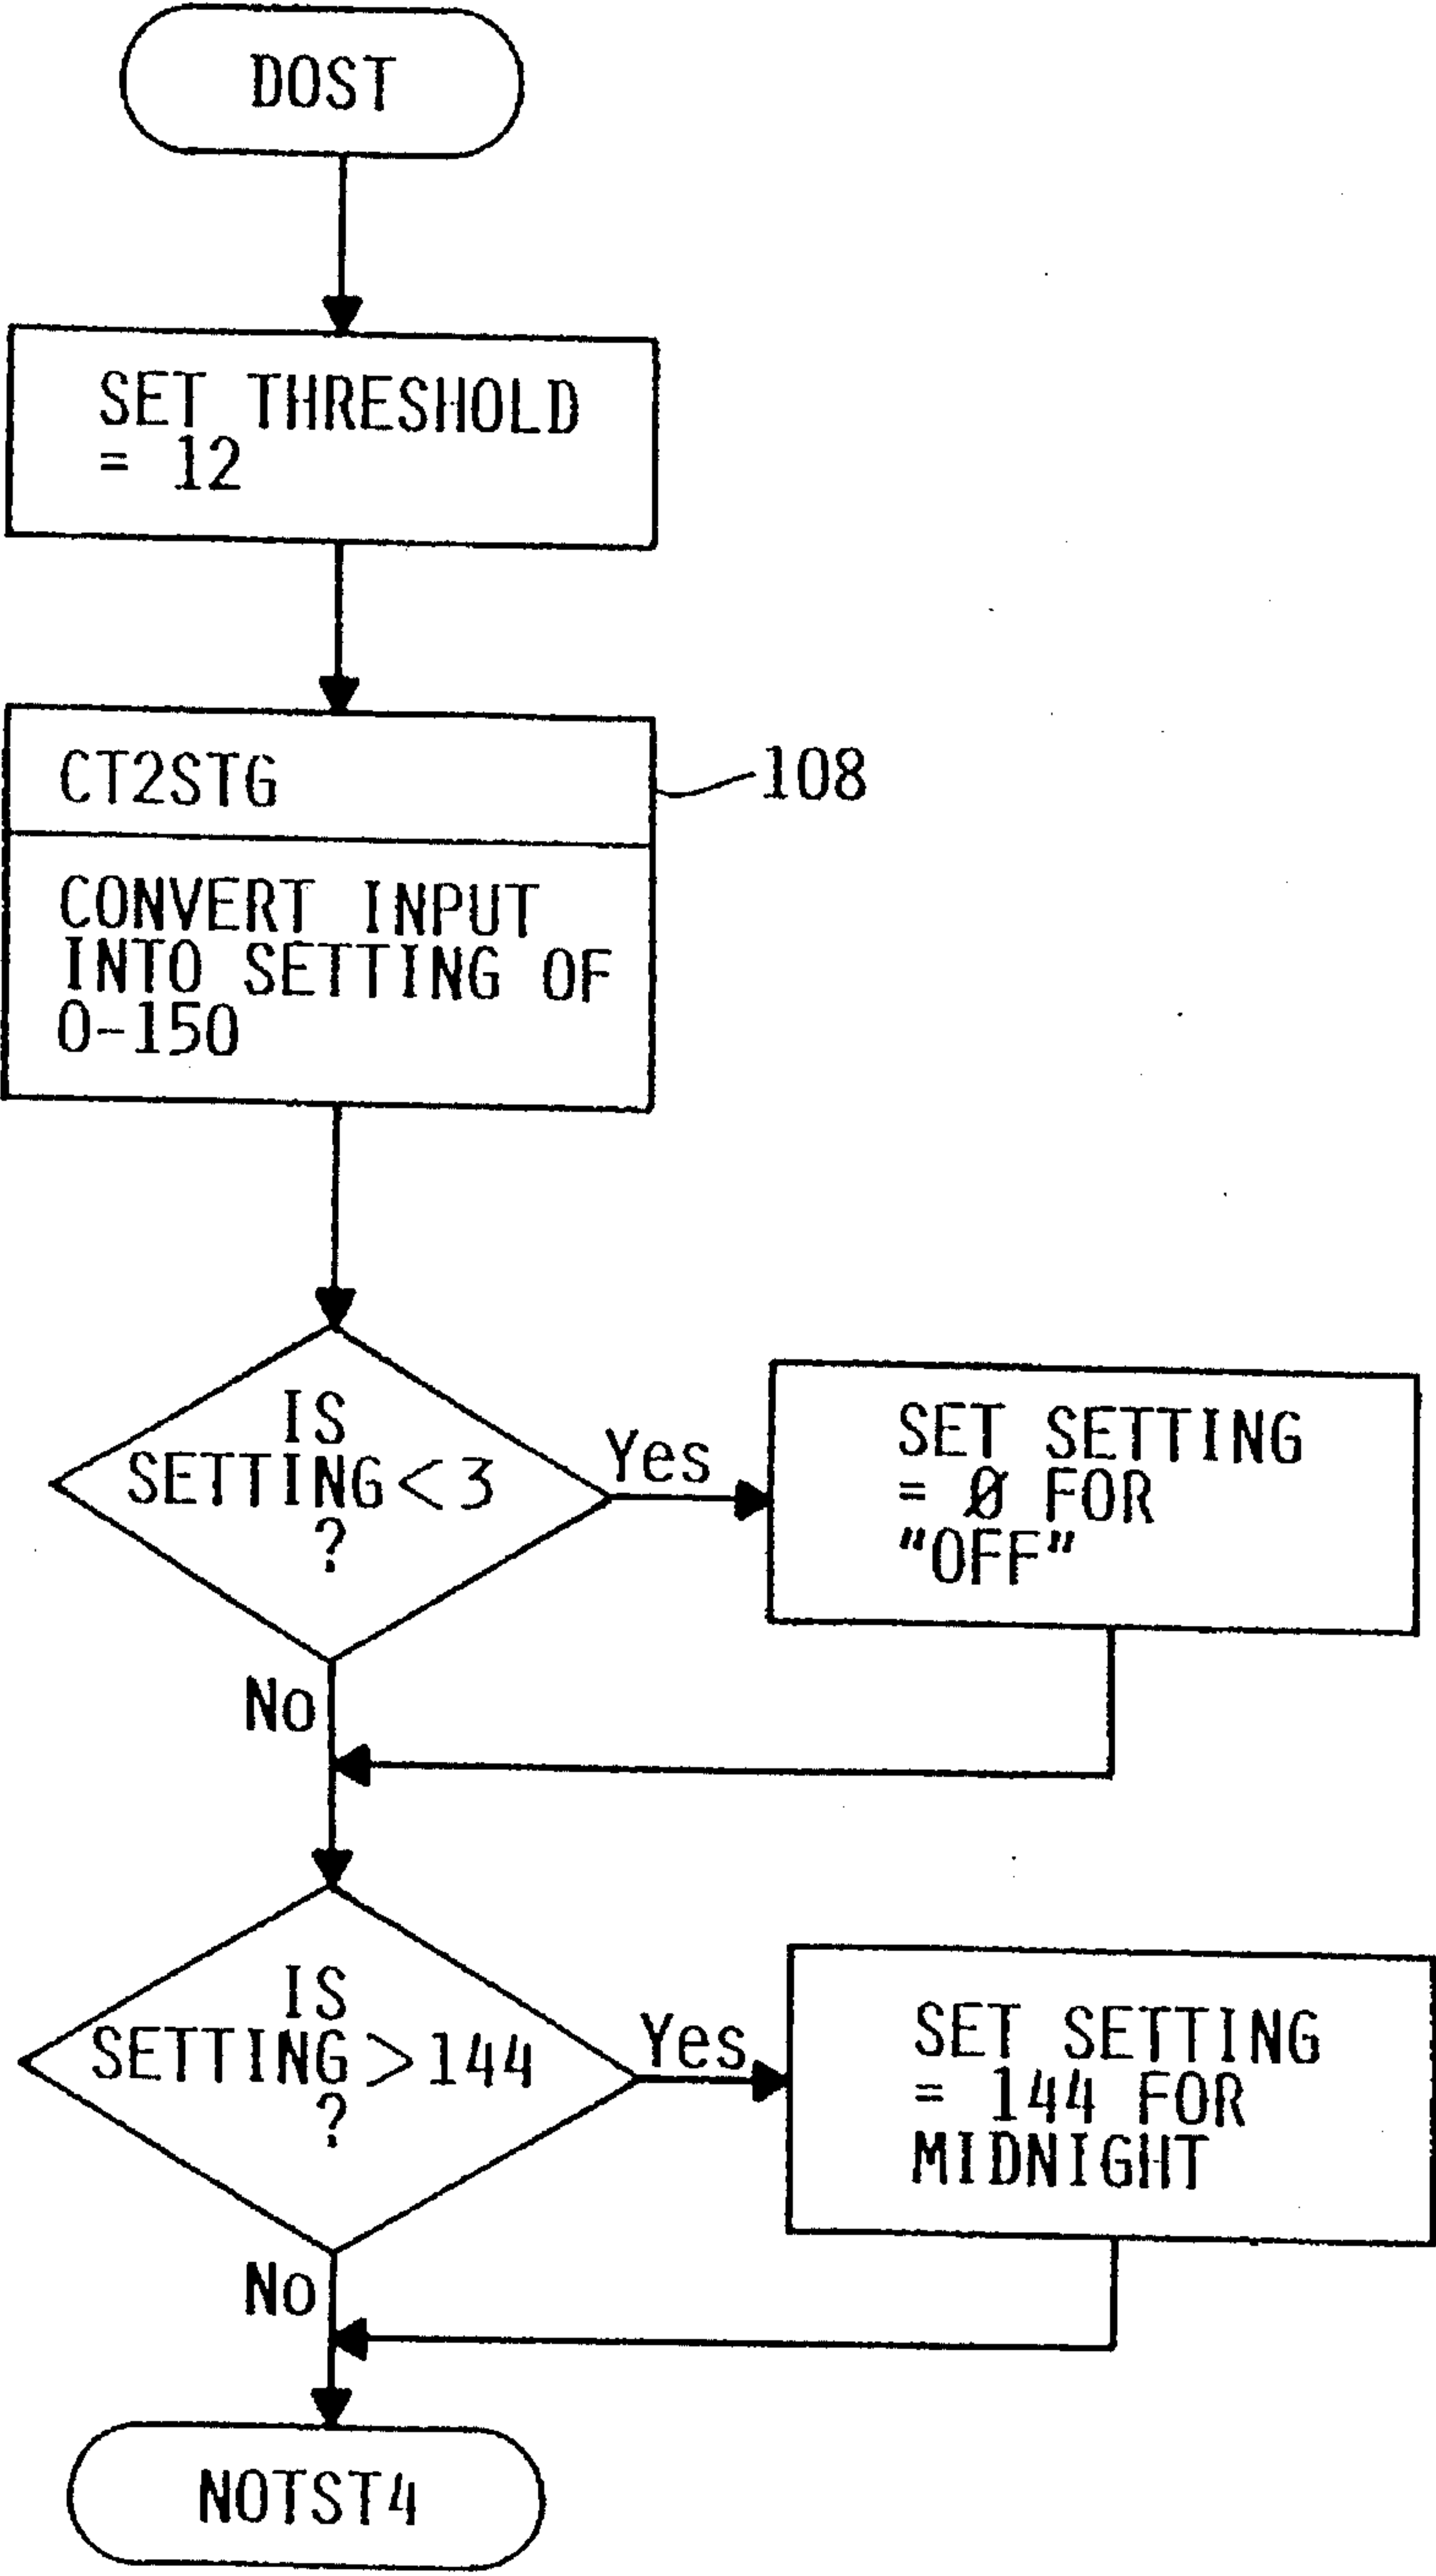 DOST
SET THRESHOLD
= 12
CT2STG
108
CONVERT INPUT
INTO SETTING OF
0-150
IS
SETTING<3
?
Yes
SET SETTING
= Ø FOR
"OFF"
No
IS
SETTING>144
?
Yes
SET SETTING
= 144 FOR
MIDNIGHT
No
NOTST4